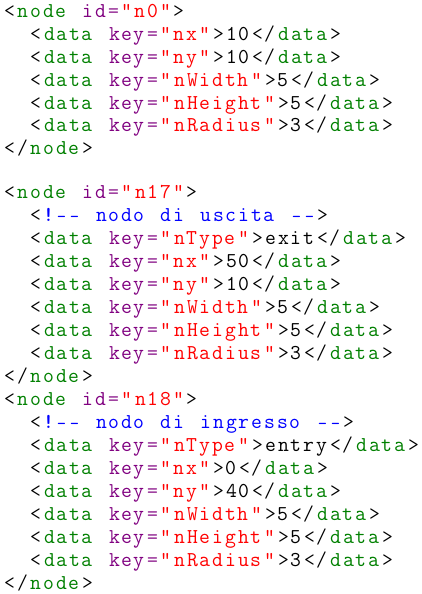 <node id="n0">
  <data key="nx">10</data>
  <data key="ny">10</data>
  <data key="nWidth">5</data>
  <data key="nHeight">5</data>
  <data key="nRadius">3</data>
</node>

<node id="n17">
  <!-- nodo di uscita -->
  <data key="nType">exit</data>
  <data key="nx">50</data>
  <data key="ny">10</data>
  <data key="nWidth">5</data>
  <data key="nHeight">5</data>
  <data key="nRadius">3</data>
</node>
<node id="n18">
  <!-- nodo di ingresso -->
  <data key="nType">entry</data>
  <data key="nx">0</data>
  <data key="ny">40</data>
  <data key="nWidth">5</data>
  <data key="nHeight">5</data>
  <data key="nRadius">3</data>
</node>